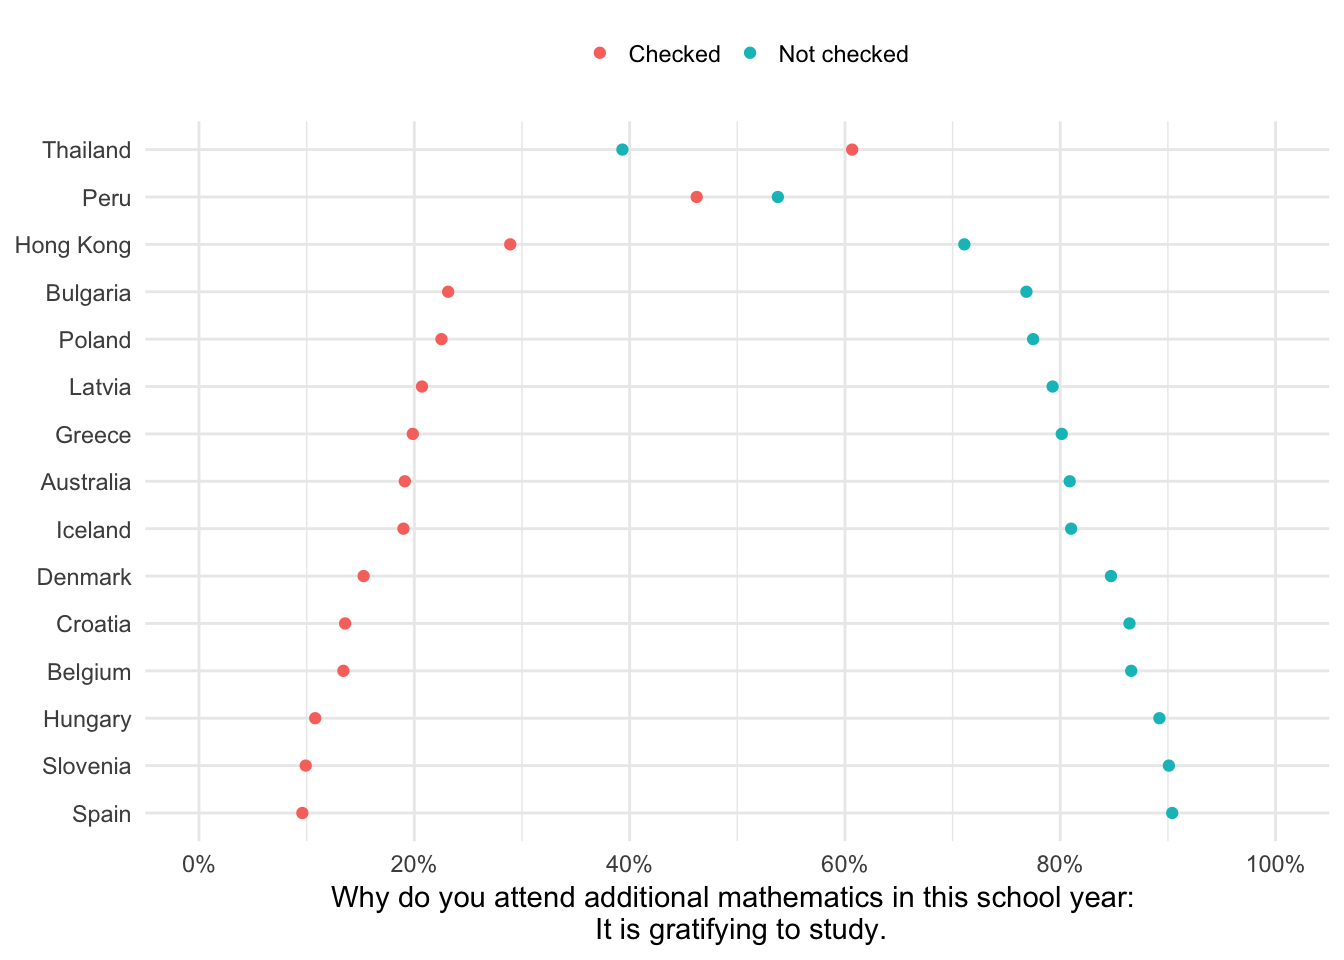 Checked Not checked
Thailand
Peru
Hong Kong
Bulgaria
Poland
Latvia
Greece
Australia
Iceland
Denmark
Croatia
Belgium
Hungary
Slovenia
Spain
0% 20% 40% 60% 80% 100%
Why do you attend additional mathematics in this school year:
It is gratifying to study.